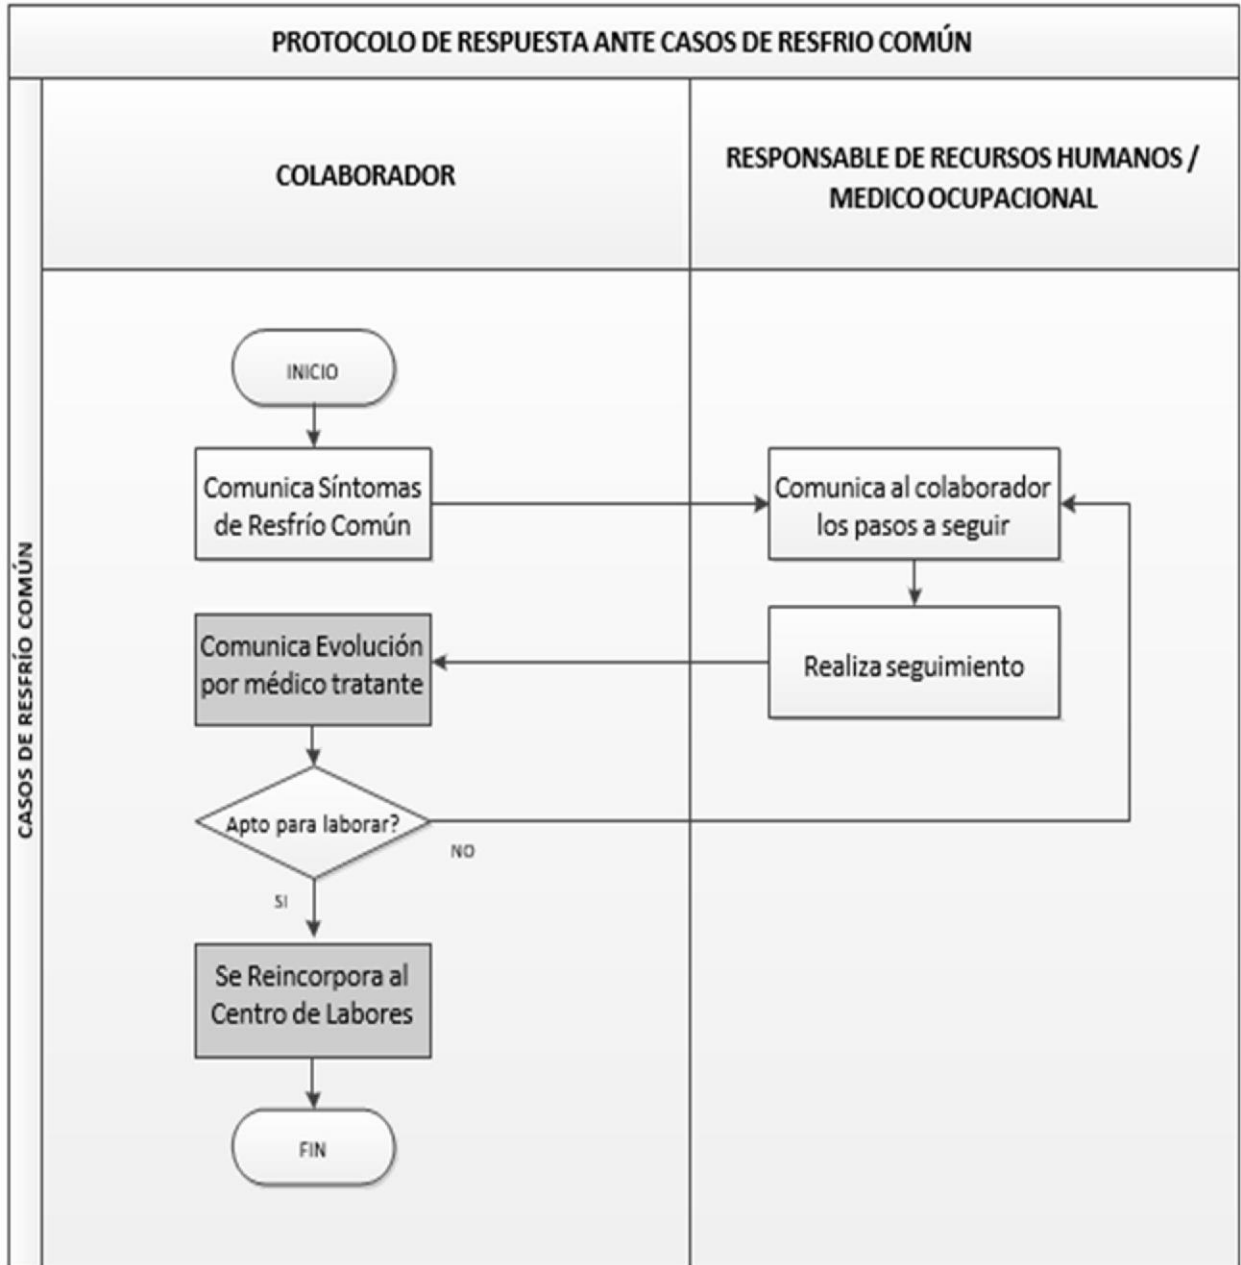 PROTOCOLO DE RESPUESTA ANTE CASOS DE RESFRIO COMÚN
COLABORADOR
RESPONSABLE DE RECURSOS HUMANOS /
MEDICO OCUPACIONAL
CASOS DE RESFRÍO COMÚN
INICIO
Comunica Síntomas
de Resfrío Común
Comunica al colaborador
los pasos a seguir
Realiza seguimiento
Comunica Evolución
por médico tratante
Apto para laborar?
NO
SI
Se Reincorpora al
Centro de Labores
FIN